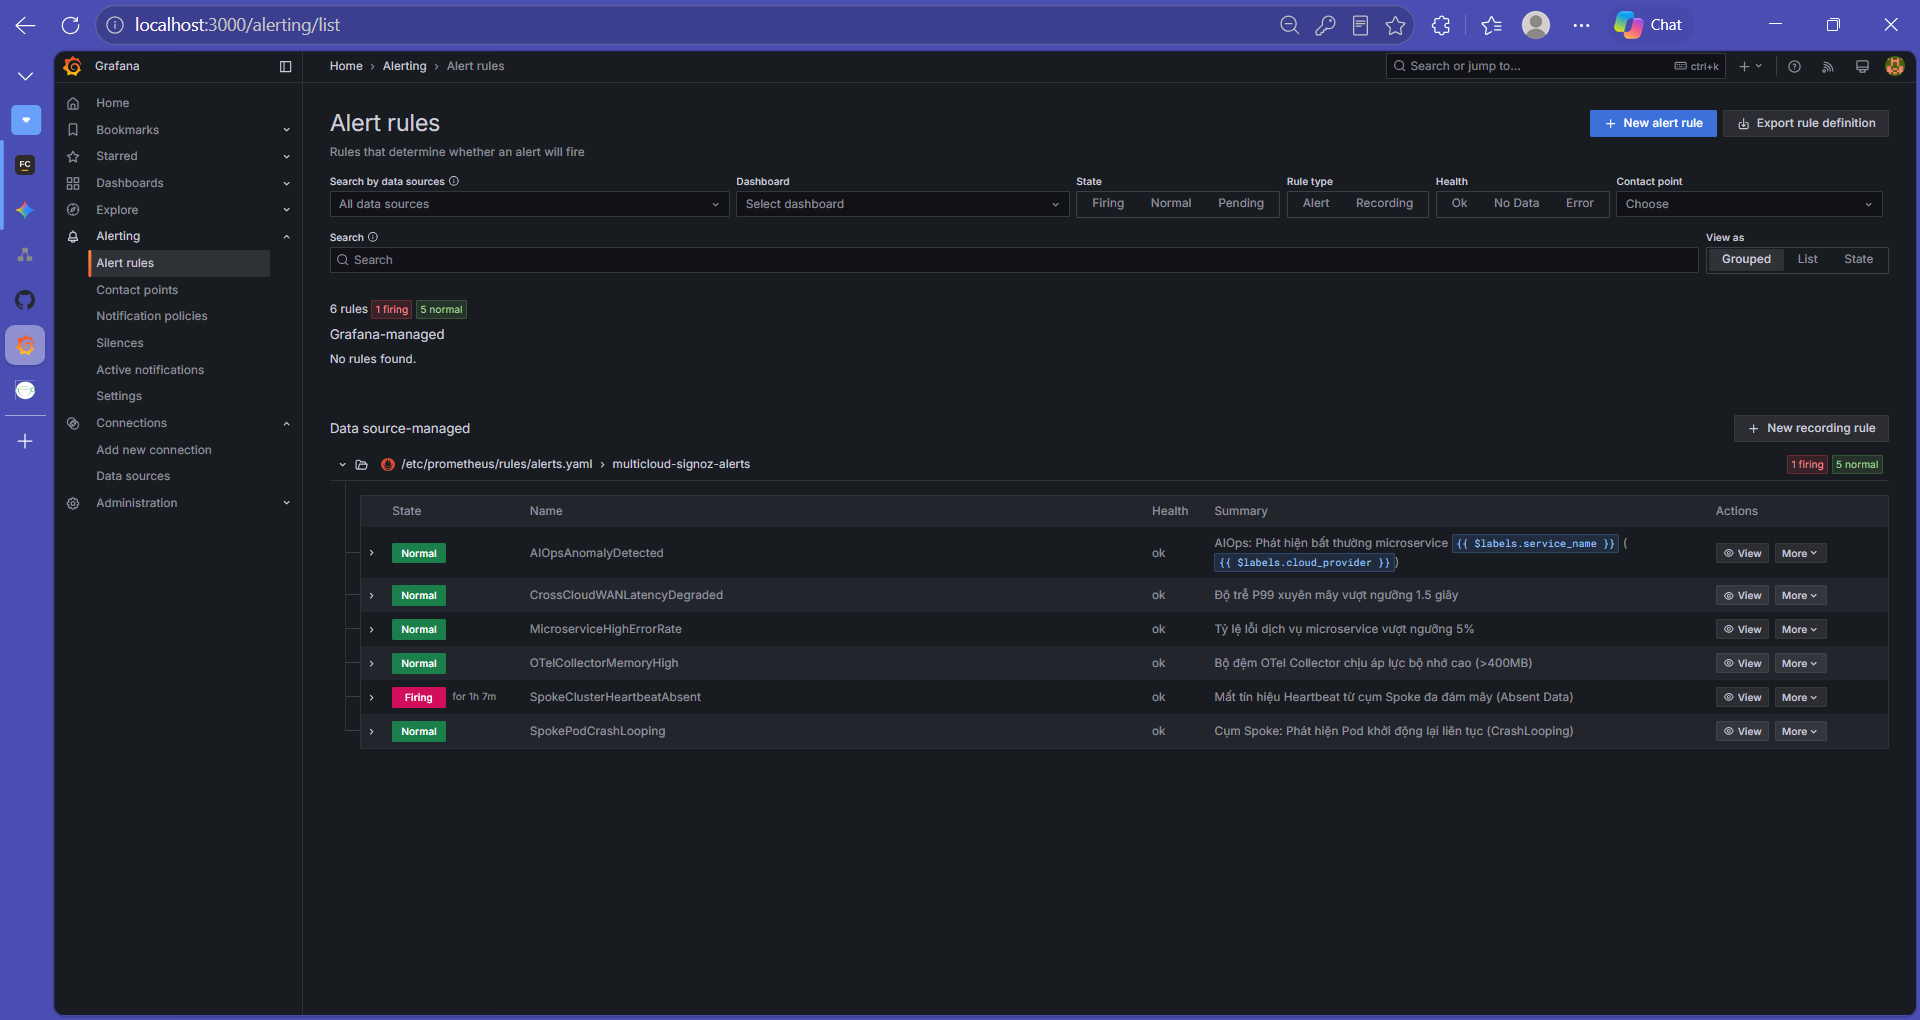 localhost:3000/alerting/list
Chat
Grafana
Home › Alerting › Alert rules
Search or jump to...
ctrl+k
FC
Home
Bookmarks
Starred
Dashboards
Explore
Alerting
Alert rules
Contact points
Notification policies
Silences
Active notifications
Settings
Connections
Add new connection
Data sources
Administration
Alert rules
Rules that determine whether an alert will fire
+ New alert rule
Export rule definition
Search by data sources
All data sources
Dashboard
Select dashboard
State
Firing Normal Pending
Rule type
Alert Recording
Health
Ok No Data Error
Contact point
Choose
Search
Search
View as
Grouped List State
6 rules 1 firing 5 normal
Grafana-managed
No rules found.
Data source-managed
+ New recording rule
/etc/prometheus/rules/alerts.yaml › multicloud-signoz-alerts
1 firing 5 normal
State Name Health Summary Actions
Normal AIOpsAnomalyDetected ok AIOps: Phát hiện bất thường microservice {{ $labels.service_name }} (
{{ $labels.cloud_provider }})
View More
Normal CrossCloudWANLatencyDegraded ok Độ trễ P99 xuyên mây vượt ngưỡng 1.5 giây View More
Normal MicroserviceHighErrorRate ok Tỷ lệ lỗi dịch vụ microservice vượt ngưỡng 5% View More
Normal OTelCollectorMemoryHigh ok Bộ đệm OTel Collector chịu áp lực bộ nhớ cao (>400MB) View More
Firing for 1h 7m SpokeClusterHeartbeatAbsent ok Mất tín hiệu Heartbeat từ cụm Spoke đa đám mây (Absent Data) View More
Normal SpokePodCrashLooping ok Cụm Spoke: Phát hiện Pod khởi động lại liên tục (CrashLooping) View More